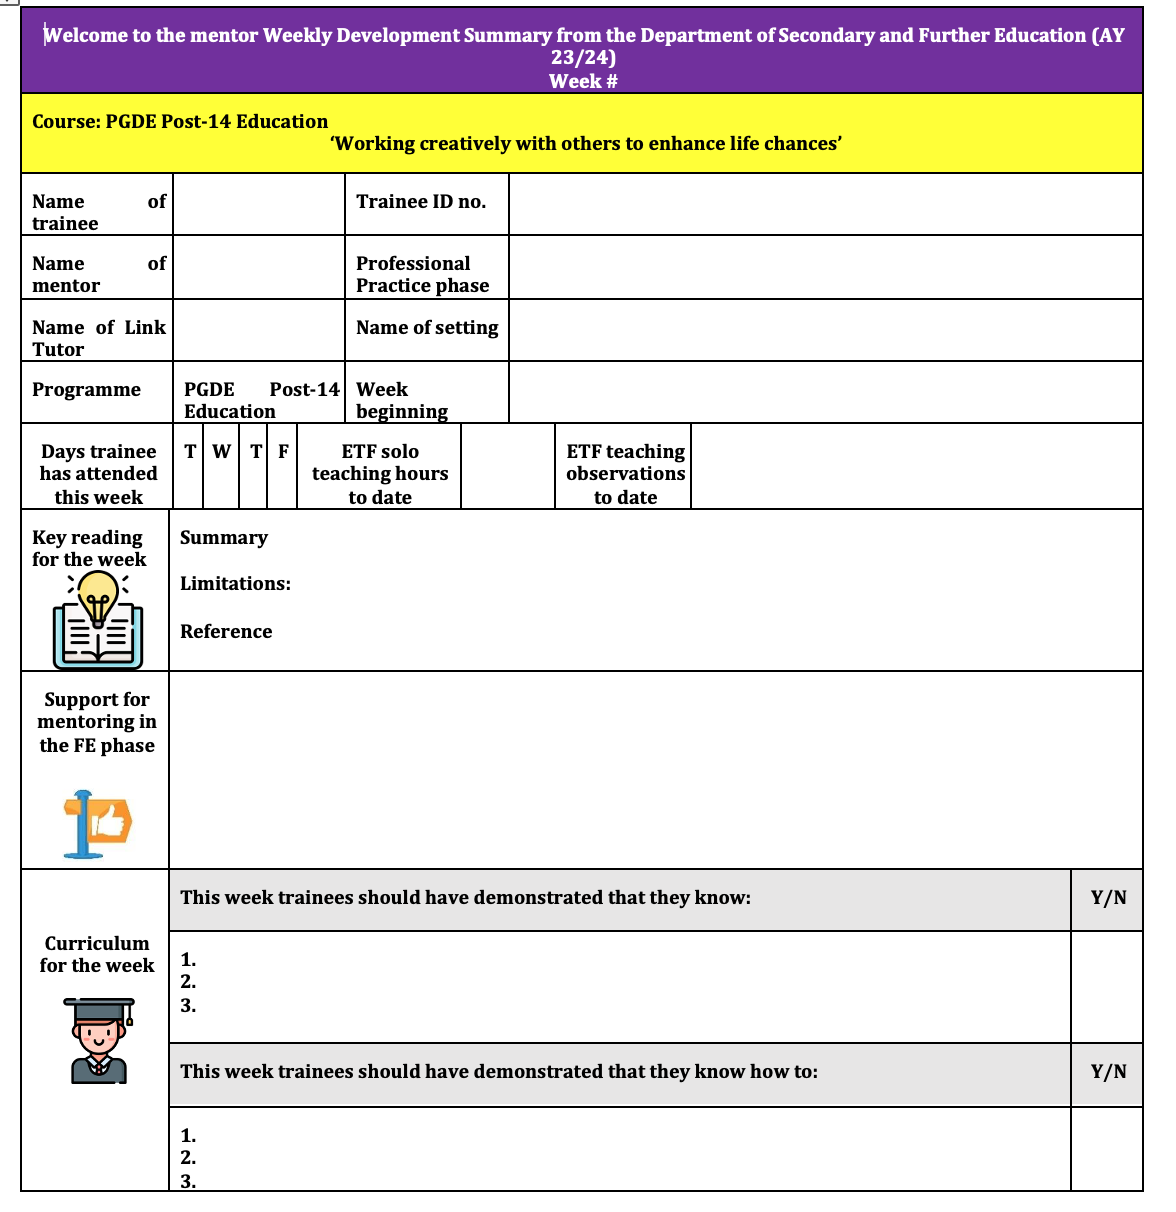 Welcome to the mentor Weekly Development Summary from the Department of Secondary and Further Education (AY
23/24)
Week #
Course: PGDE Post-14 Education
‘Working creatively with others to enhance life chances’
Name of
trainee
Trainee ID no.
Name of
mentor
Professional
Practice phase
Name of Link
Tutor
Name of setting
Programme
PGDE Post-14
Education
Week
beginning
Days trainee
has attended
this week
T
W
T
F
ETF solo
teaching hours
to date
ETF teaching
observations
to date
Key reading
for the week
Summary
Limitations:
Reference
Support for
mentoring in
the FE phase
Curriculum
for the week
This week trainees should have demonstrated that they know:
Y/N
1.
2.
3.
This week trainees should have demonstrated that they know how to:
Y/N
1.
2.
3.